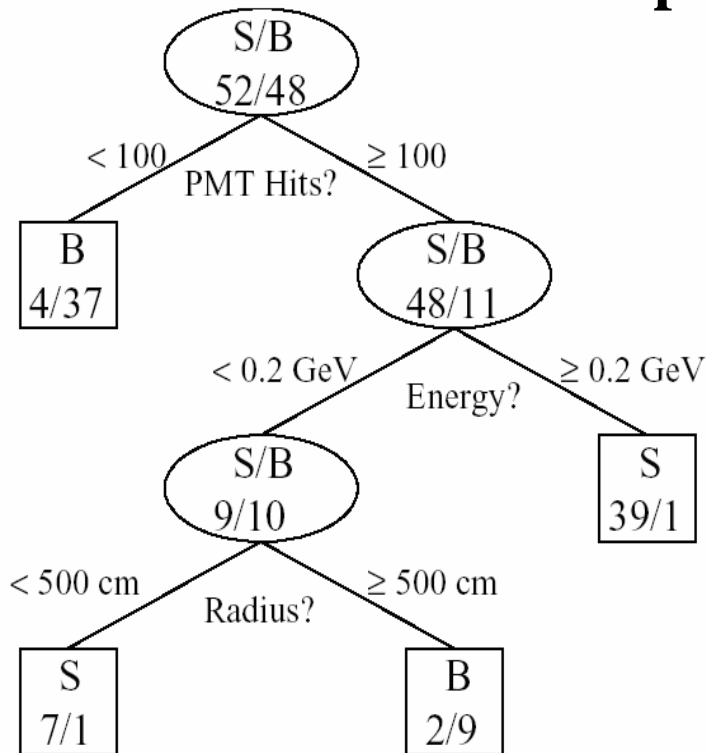 S/B
52/48
< 100
≥ 100
PMT Hits?
B
4/37
S/B
48/11
< 0.2 GeV
≥ 0.2 GeV
Energy?
S/B
9/10
S
39/1
< 500 cm
≥ 500 cm
Radius?
S
7/1
B
2/9